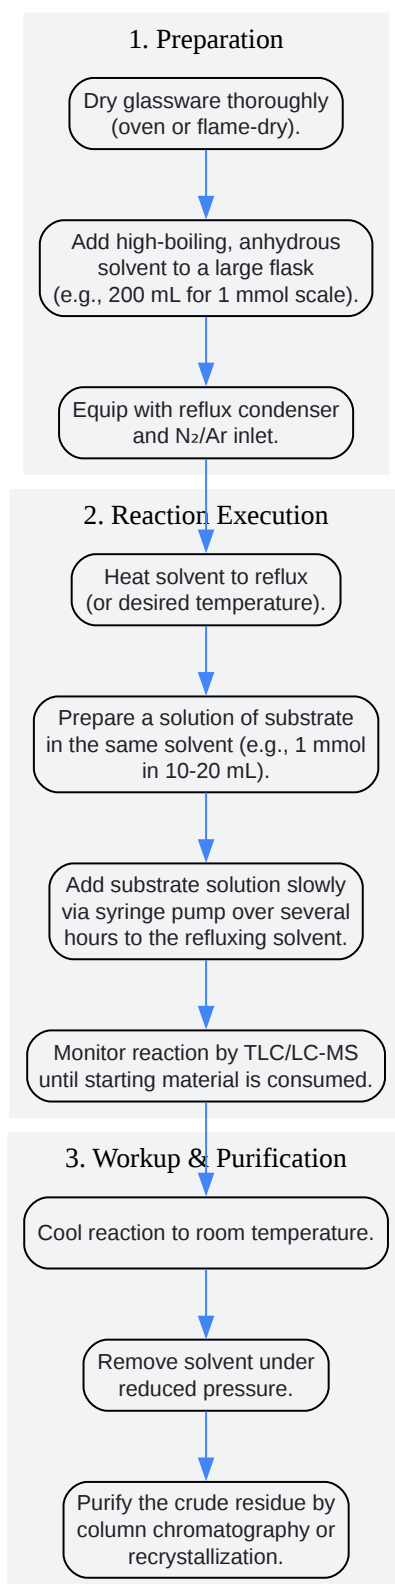 1. Preparation
Dry glassware thoroughly
(oven or flame-dry).
Add high-boiling, anhydrous
solvent to a large flask
(e.g., 200 mL for 1 mmol scale).
Equip with reflux condenser
and N₂/Ar inlet.
2. Reaction Execution
Heat solvent to reflux
(or desired temperature).
Prepare a solution of substrate
in the same solvent (e.g., 1 mmol
in 10-20 mL).
Add substrate solution slowly
via syringe pump over several
hours to the refluxing solvent.
Monitor reaction by TLC/LC-MS
until starting material is consumed.
3. Workup & Purification
Cool reaction to room temperature.
Remove solvent under
reduced pressure.
Purify the crude residue by
column chromatography or
recrystallization.